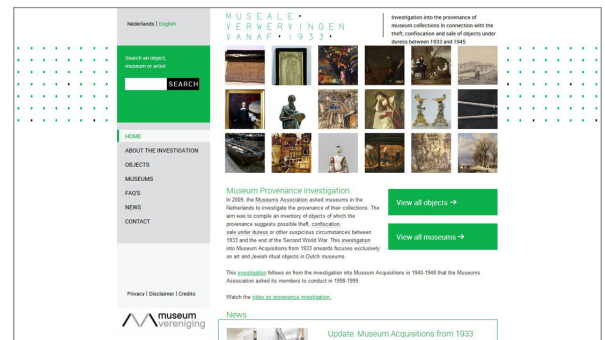 Nederlands | English
MUSEALE•
VERWERVINGEN
VANAF•1933•
Investigation into the provenance of
museum collections in connection with the
theft, confiscation and sale of objects under
duress between 1933 and 1945.
Search an object,
museum or artist
SEARCH
HOME
ABOUT THE INVESTIGATION
OBJECTS
MUSEUMS
FAQ'S
NEWS
CONTACT
Privacy | Disclaimer | Credits
museum
vereniging
Museum Provenance Investigation
In 2009, the Museums Association asked museums in the
Netherlands to investigate the provenance of their collections. The
aim was to compile an inventory of objects of which the
provenance suggests possible theft, confiscation,
sale under duress or other suspicious circumstances between
1933 and the end of the Second World War. This investigation
into Museum Acquisitions from 1933 onwards focuses exclusively
on art and Jewish ritual objects in Dutch museums.
View all objects →
View all museums →
This investigation follows on from the investigation into Museum Acquisitions in 1940-1948 that the Museums
Association asked its members to conduct in 1998-1999.
Watch the video on provenance investigation.
News
Update: Museum Acquisitions from 1933